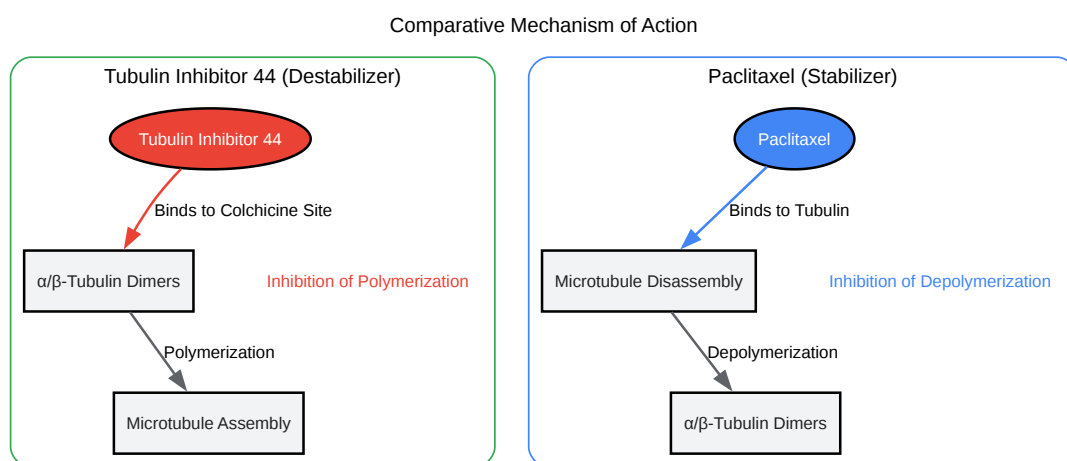 Comparative Mechanism of Action
Tubulin Inhibitor 44 (Destabilizer)
Tubulin Inhibitor 44
Binds to Colchicine Site
α/β-Tubulin Dimers
Inhibition of Polymerization
Polymerization
Microtubule Assembly
Paclitaxel (Stabilizer)
Paclitaxel
Binds to Tubulin
Microtubule Disassembly
Inhibition of Depolymerization
Depolymerization
α/β-Tubulin Dimers